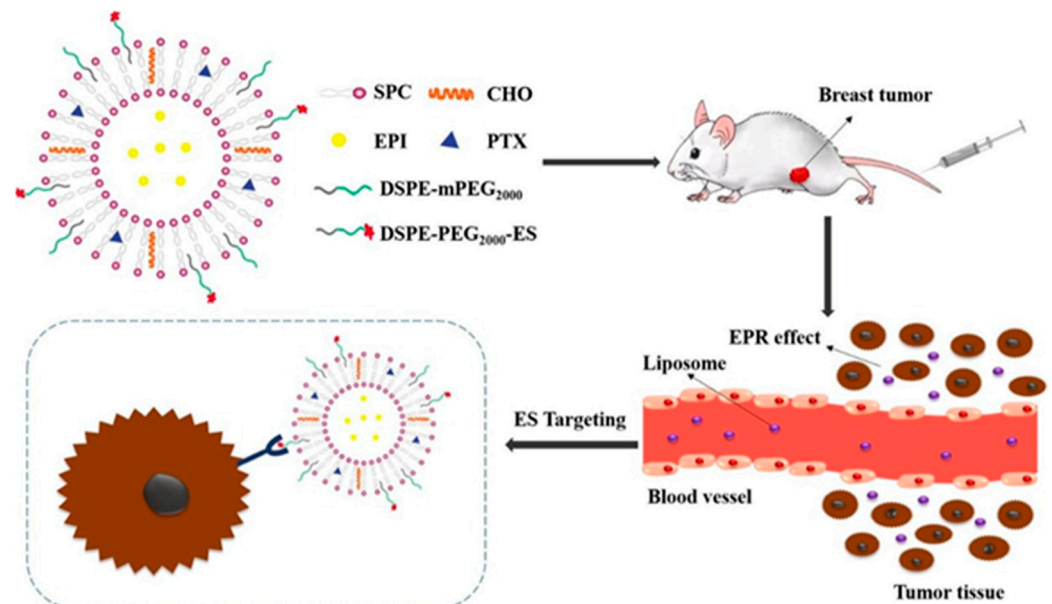 SPC
CHO
EPI
PTX
DSPE-mPEG2000
DSPE-PEG2000-ES
Breast tumor
EPR effect
Liposome
ES Targeting
Blood vessel
Tumor tissue